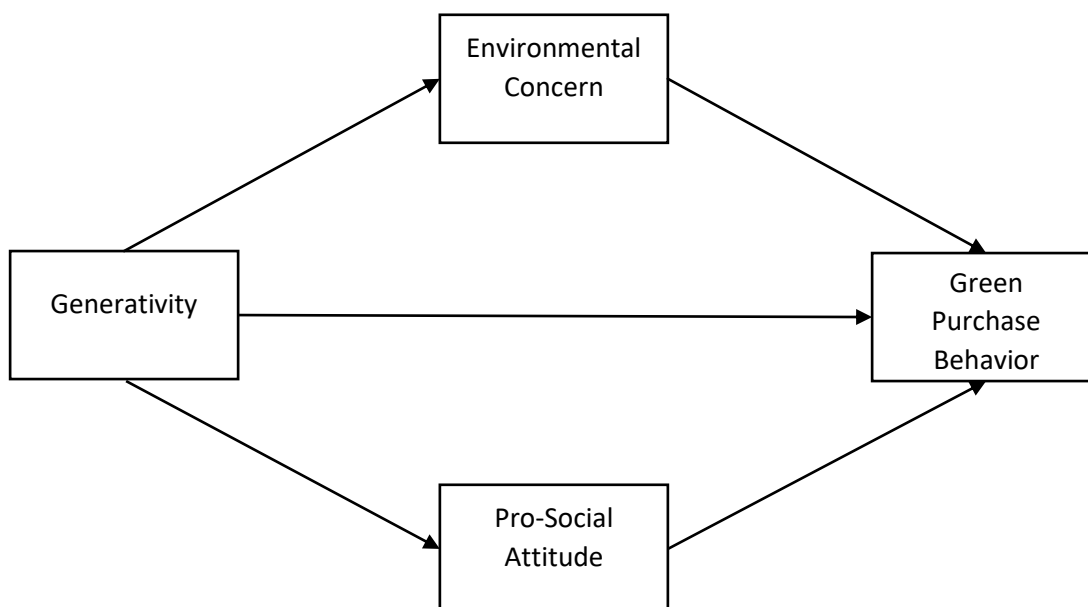 Environmental
Concern
Generativity
Green
Purchase
Behavior
Pro-Social
Attitude